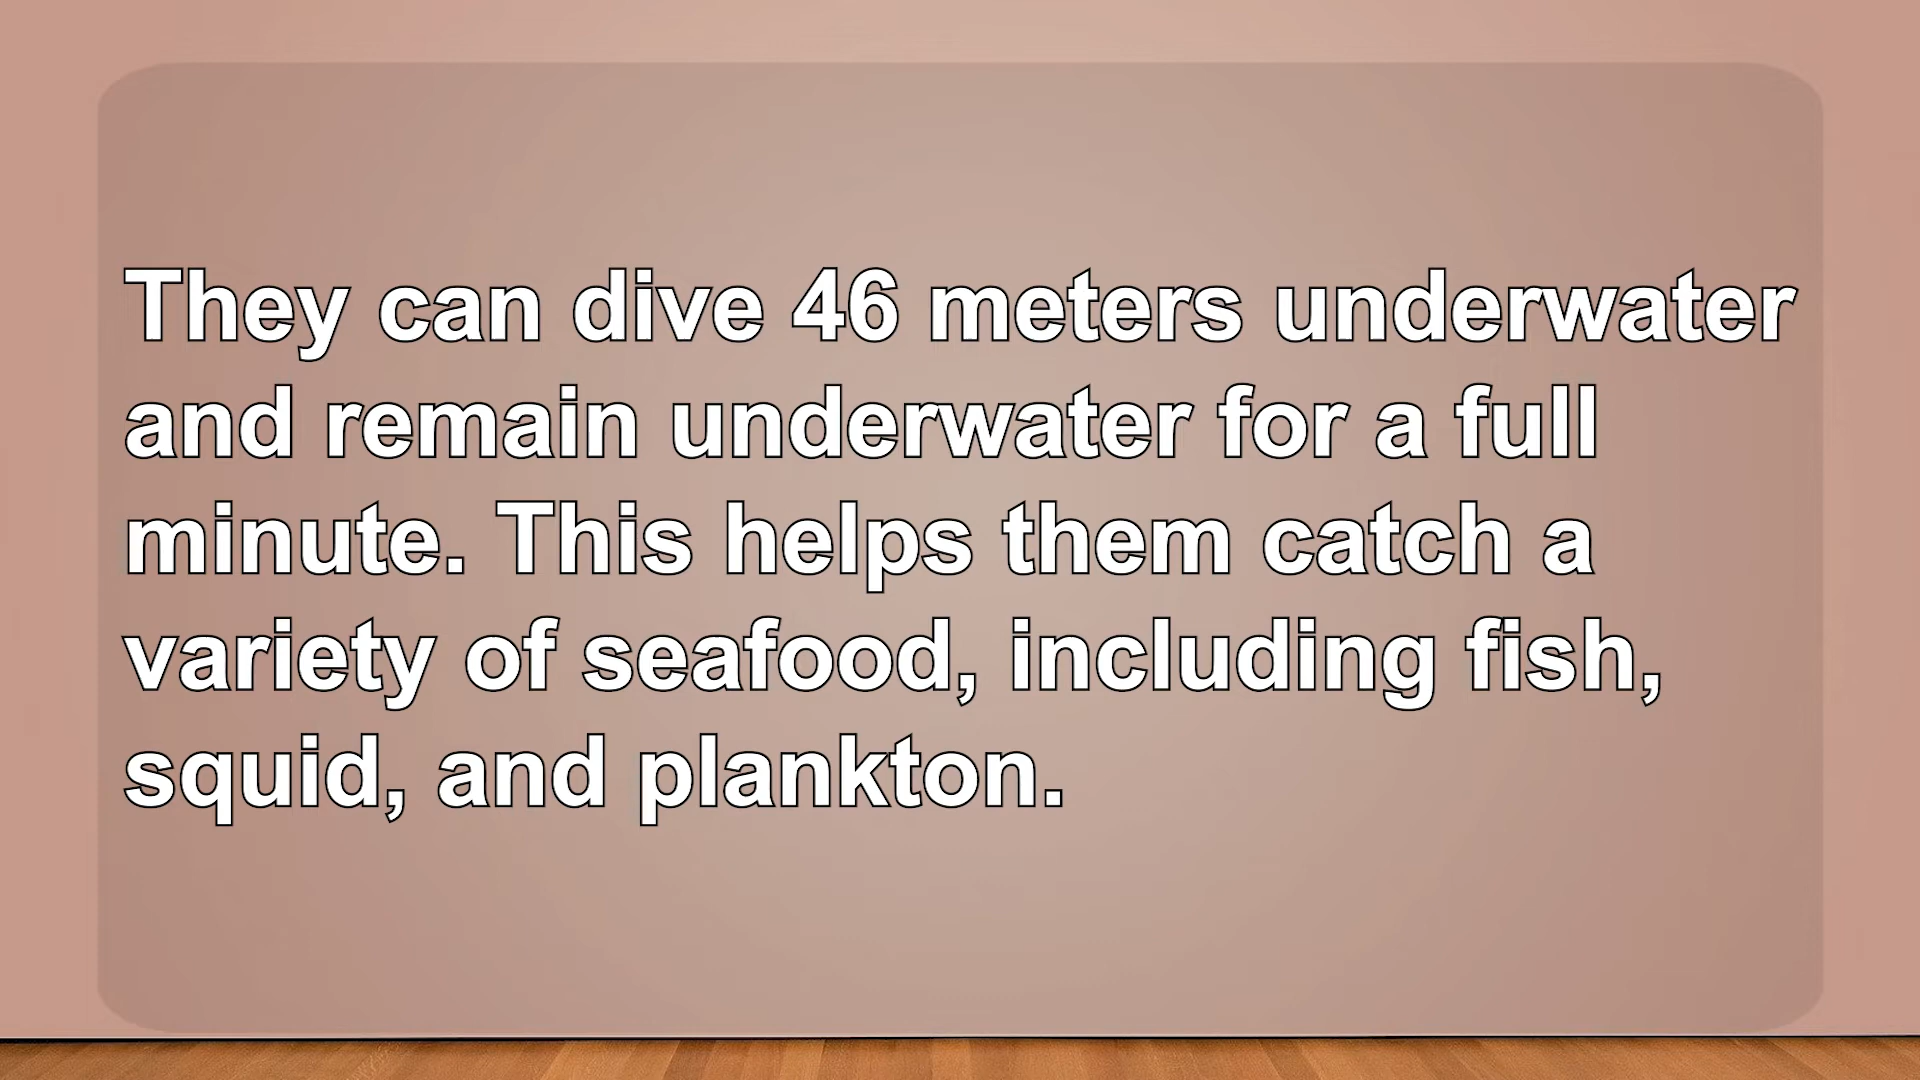 They can dive 46 meters underwater
and remain underwater for a full
minute. This helps them catch a
variety of seafood, including fish,
squid, and plankton.